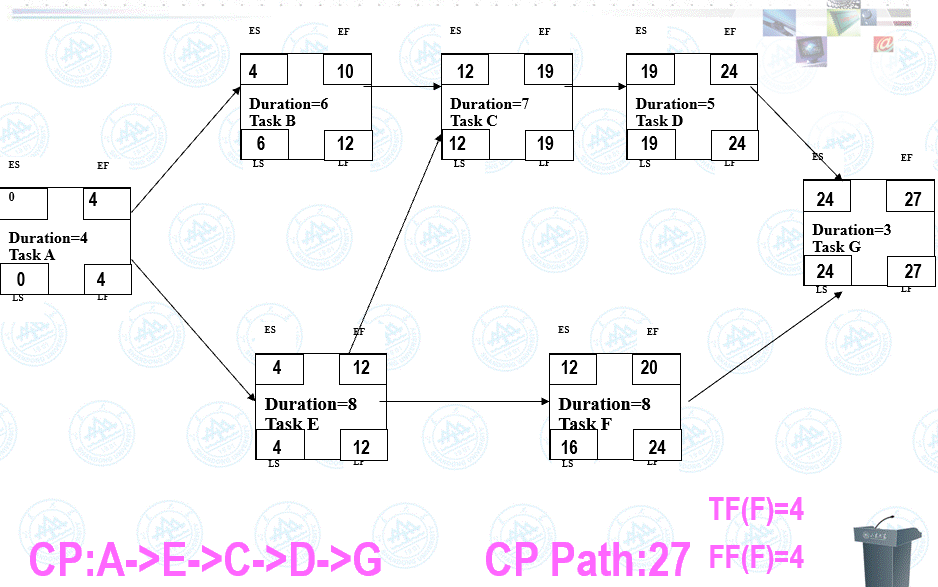 ES EF ES EF ES EF
4 10 12 19 19 24
Duration=6 Duration=7 Duration=5
Task B Task C Task D
6 12 12 19 19 24
LS LF LS LF LS LF
ES EF ES EF
0 4 24 27
Duration=4 Duration=3
Task A Task G
0 4 24 27
LS LF LS LF
ES EF ES EF
4 12 12 20
Duration=8 Duration=8
Task E Task F
4 12 16 24
LS LF LS LF
TF(F)=4
CP:A->E->C->D->G CP Path:27 FF(F)=4